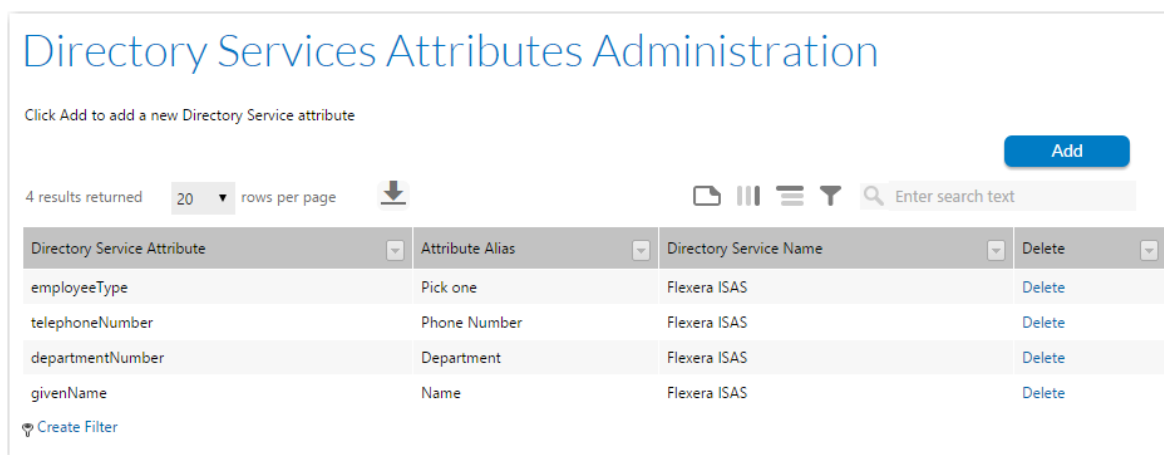 Directory Services Attributes Administration
Click Add to add a new Directory Service attribute
Add
4 results returned 20 rows per page Enter search text
Directory Service Attribute Attribute Alias Directory Service Name Delete
employeeType Pick one Flexera ISAS Delete
telephoneNumber Phone Number Flexera ISAS Delete
departmentNumber Department Flexera ISAS Delete
givenName Name Flexera ISAS Delete
Create Filter